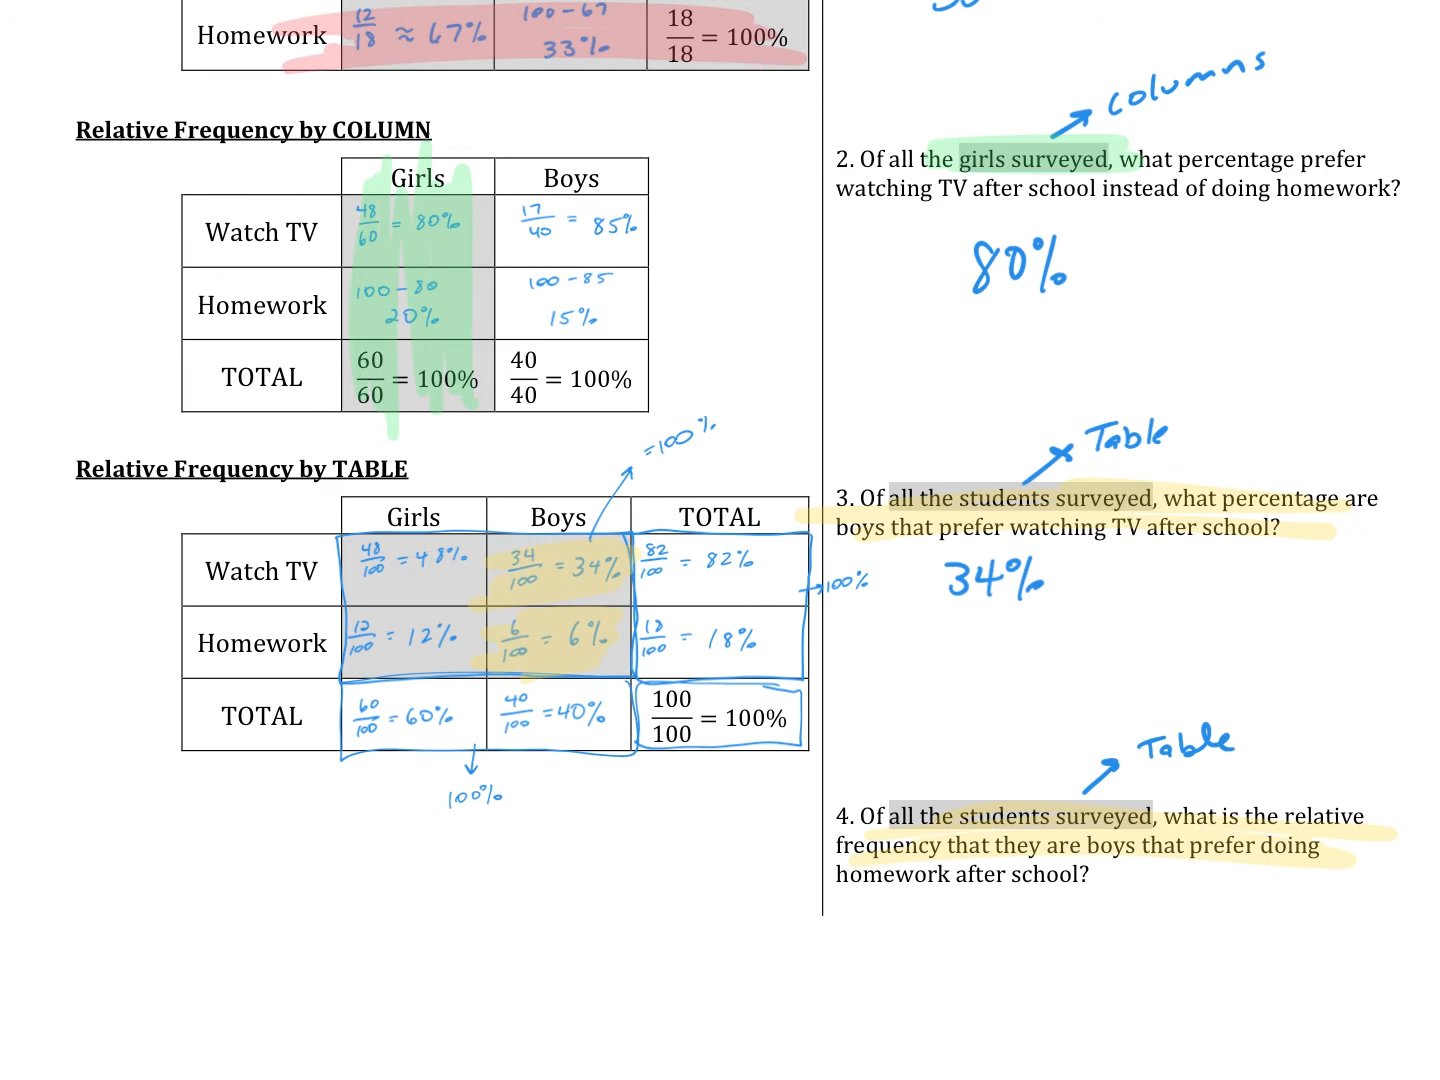 Homework 12/18 ≈ 67% 100-67 33% 18/18 = 100%
Relative Frequency by COLUMN
Girls Boys
Watch TV 48/60 = 80% 17/40 = 85%
Homework 100-80 20% 100-85 15%
TOTAL 60/60 = 100% 40/40 = 100%
=100%
Relative Frequency by TABLE
Girls Boys TOTAL
Watch TV 48/100 = 48% 34/100 = 34% 82/100 = 82%
→100%
Homework 12/100 = 12% 6/100 = 6% 18/100 = 18%
TOTAL 60/100 = 60% 40/100 = 40% 100/100 = 100%
100%
Columns
2. Of all the girls surveyed, what percentage prefer
watching TV after school instead of doing homework?
80%
Table
3. Of all the students surveyed, what percentage are
boys that prefer watching TV after school?
34%
Table
4. Of all the students surveyed, what is the relative
frequency that they are boys that prefer doing
homework after school?